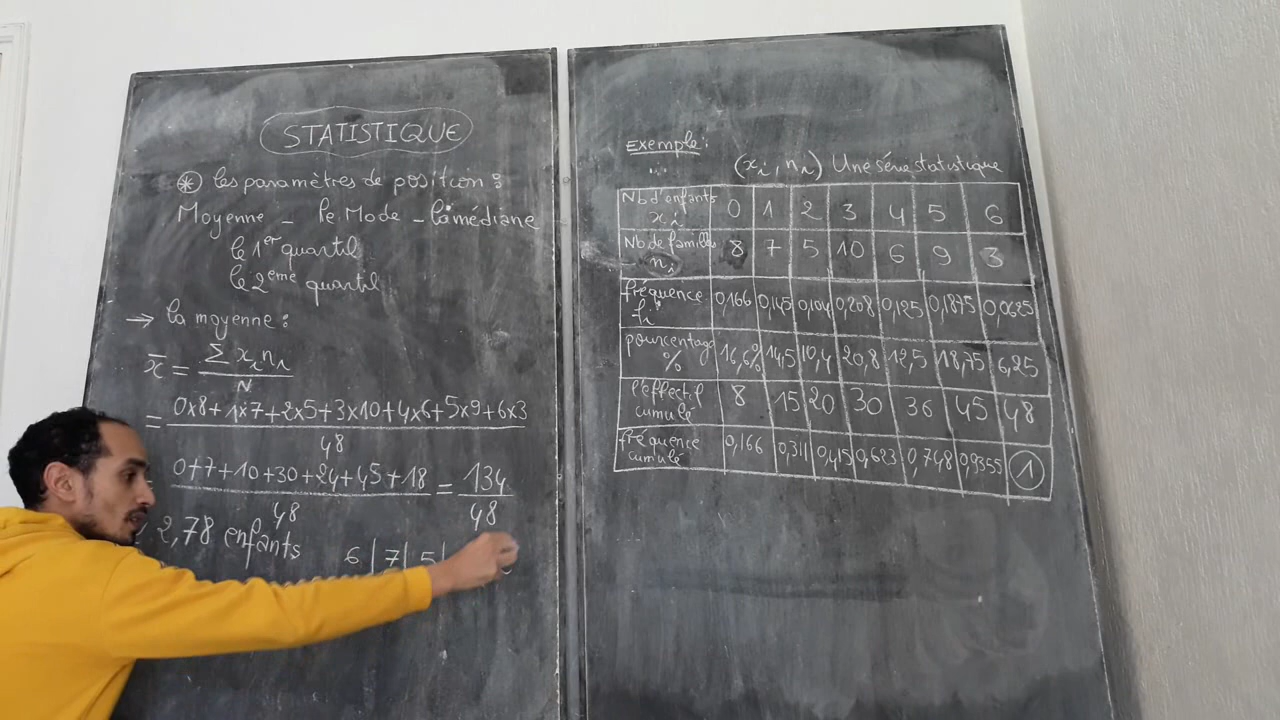 STATISTIQUE
⊛ les paramètres de position :
Moyenne - le Mode - la médiane
le 1er quartil
le 2ème quartil
→ la moyenne :
x̄ = Σ xi ni / N
= 0x8+1x7+2x5+3x10+4x6+5x9+6x3 / 48
0+7+10+30+24+45+18 / 48 = 134 / 48
2,78 enfants
6 | 7 | 5 |
Exemple :
(xi, ni) Une série statistique
Nb d'enfants xi 0 1 2 3 4 5 6
Nb de familles ni 8 7 5 10 6 9 3
fréquence fi 0,166 0,145 0,104 0,208 0,125 0,1875 0,0625
pourcentage % 16,6% 14,5 10,4 20,8 12,5 18,75 6,25
l'effectif cumulé 8 15 20 30 36 45 48
fréquence cumulé 0,166 0,311 0,415 0,623 0,748 0,9355 1